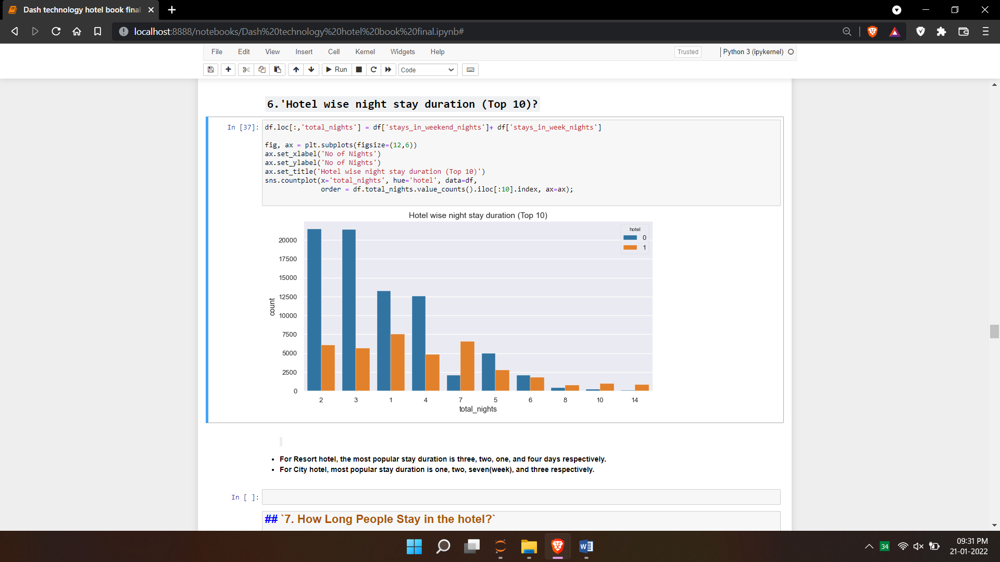 Dash technology hotel book final
localhost:8888/notebooks/Dash%20technology%20hotel%20book%20final.ipynb#
File Edit View Insert Cell Kernel Widgets Help Trusted Python 3 (ipykernel)
Run Code
6.'Hotel wise night stay duration (Top 10)?
In [37]: df.loc[:,'total_nights'] = df['stays_in_weekend_nights']+ df['stays_in_week_nights']
fig, ax = plt.subplots(figsize=(12,6))
ax.set_xlabel('No of Nights')
ax.set_ylabel('No of Nights')
ax.set_title('Hotel wise night stay duration (Top 10)')
sns.countplot(x='total_nights', hue='hotel', data=df,
order = df.total_nights.value_counts().iloc[:10].index, ax=ax);
Hotel wise night stay duration (Top 10)
hotel
0
1
20000
17500
15000
12500
10000
7500
5000
2500
0
count
2 3 1 4 7 5 6 8 10 14
total_nights
• For Resort hotel, the most popular stay duration is three, two, one, and four days respectively.
• For City hotel, most popular stay duration is one, two, seven(week), and three respectively.
In [ ]:
## `7. How Long People Stay in the hotel?`
34
09:31 PM
21-01-2022